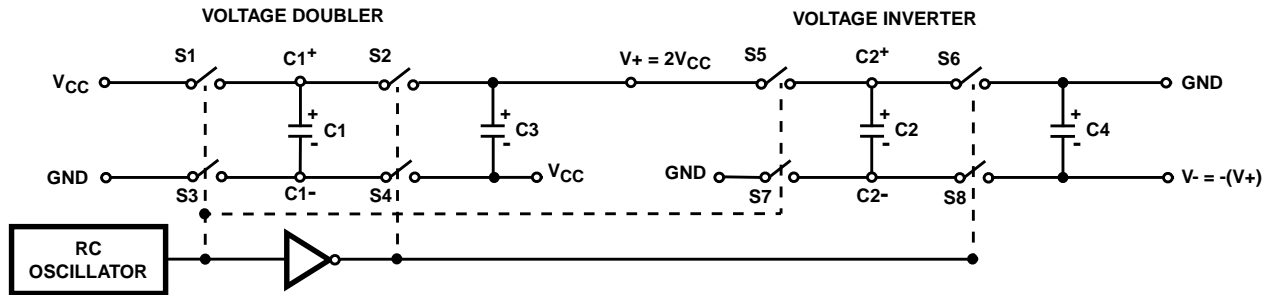 VOLTAGE DOUBLER
VOLTAGE INVERTER
S1 C1+ S2 V+ = 2VCC S5 C2+ S6
VCC GND
+ C1 - + C3 - + C2 - + C4 -
GND VCC GND V- = -(V+)
S3 C1- S4 S7 C2- S8
RC
OSCILLATOR